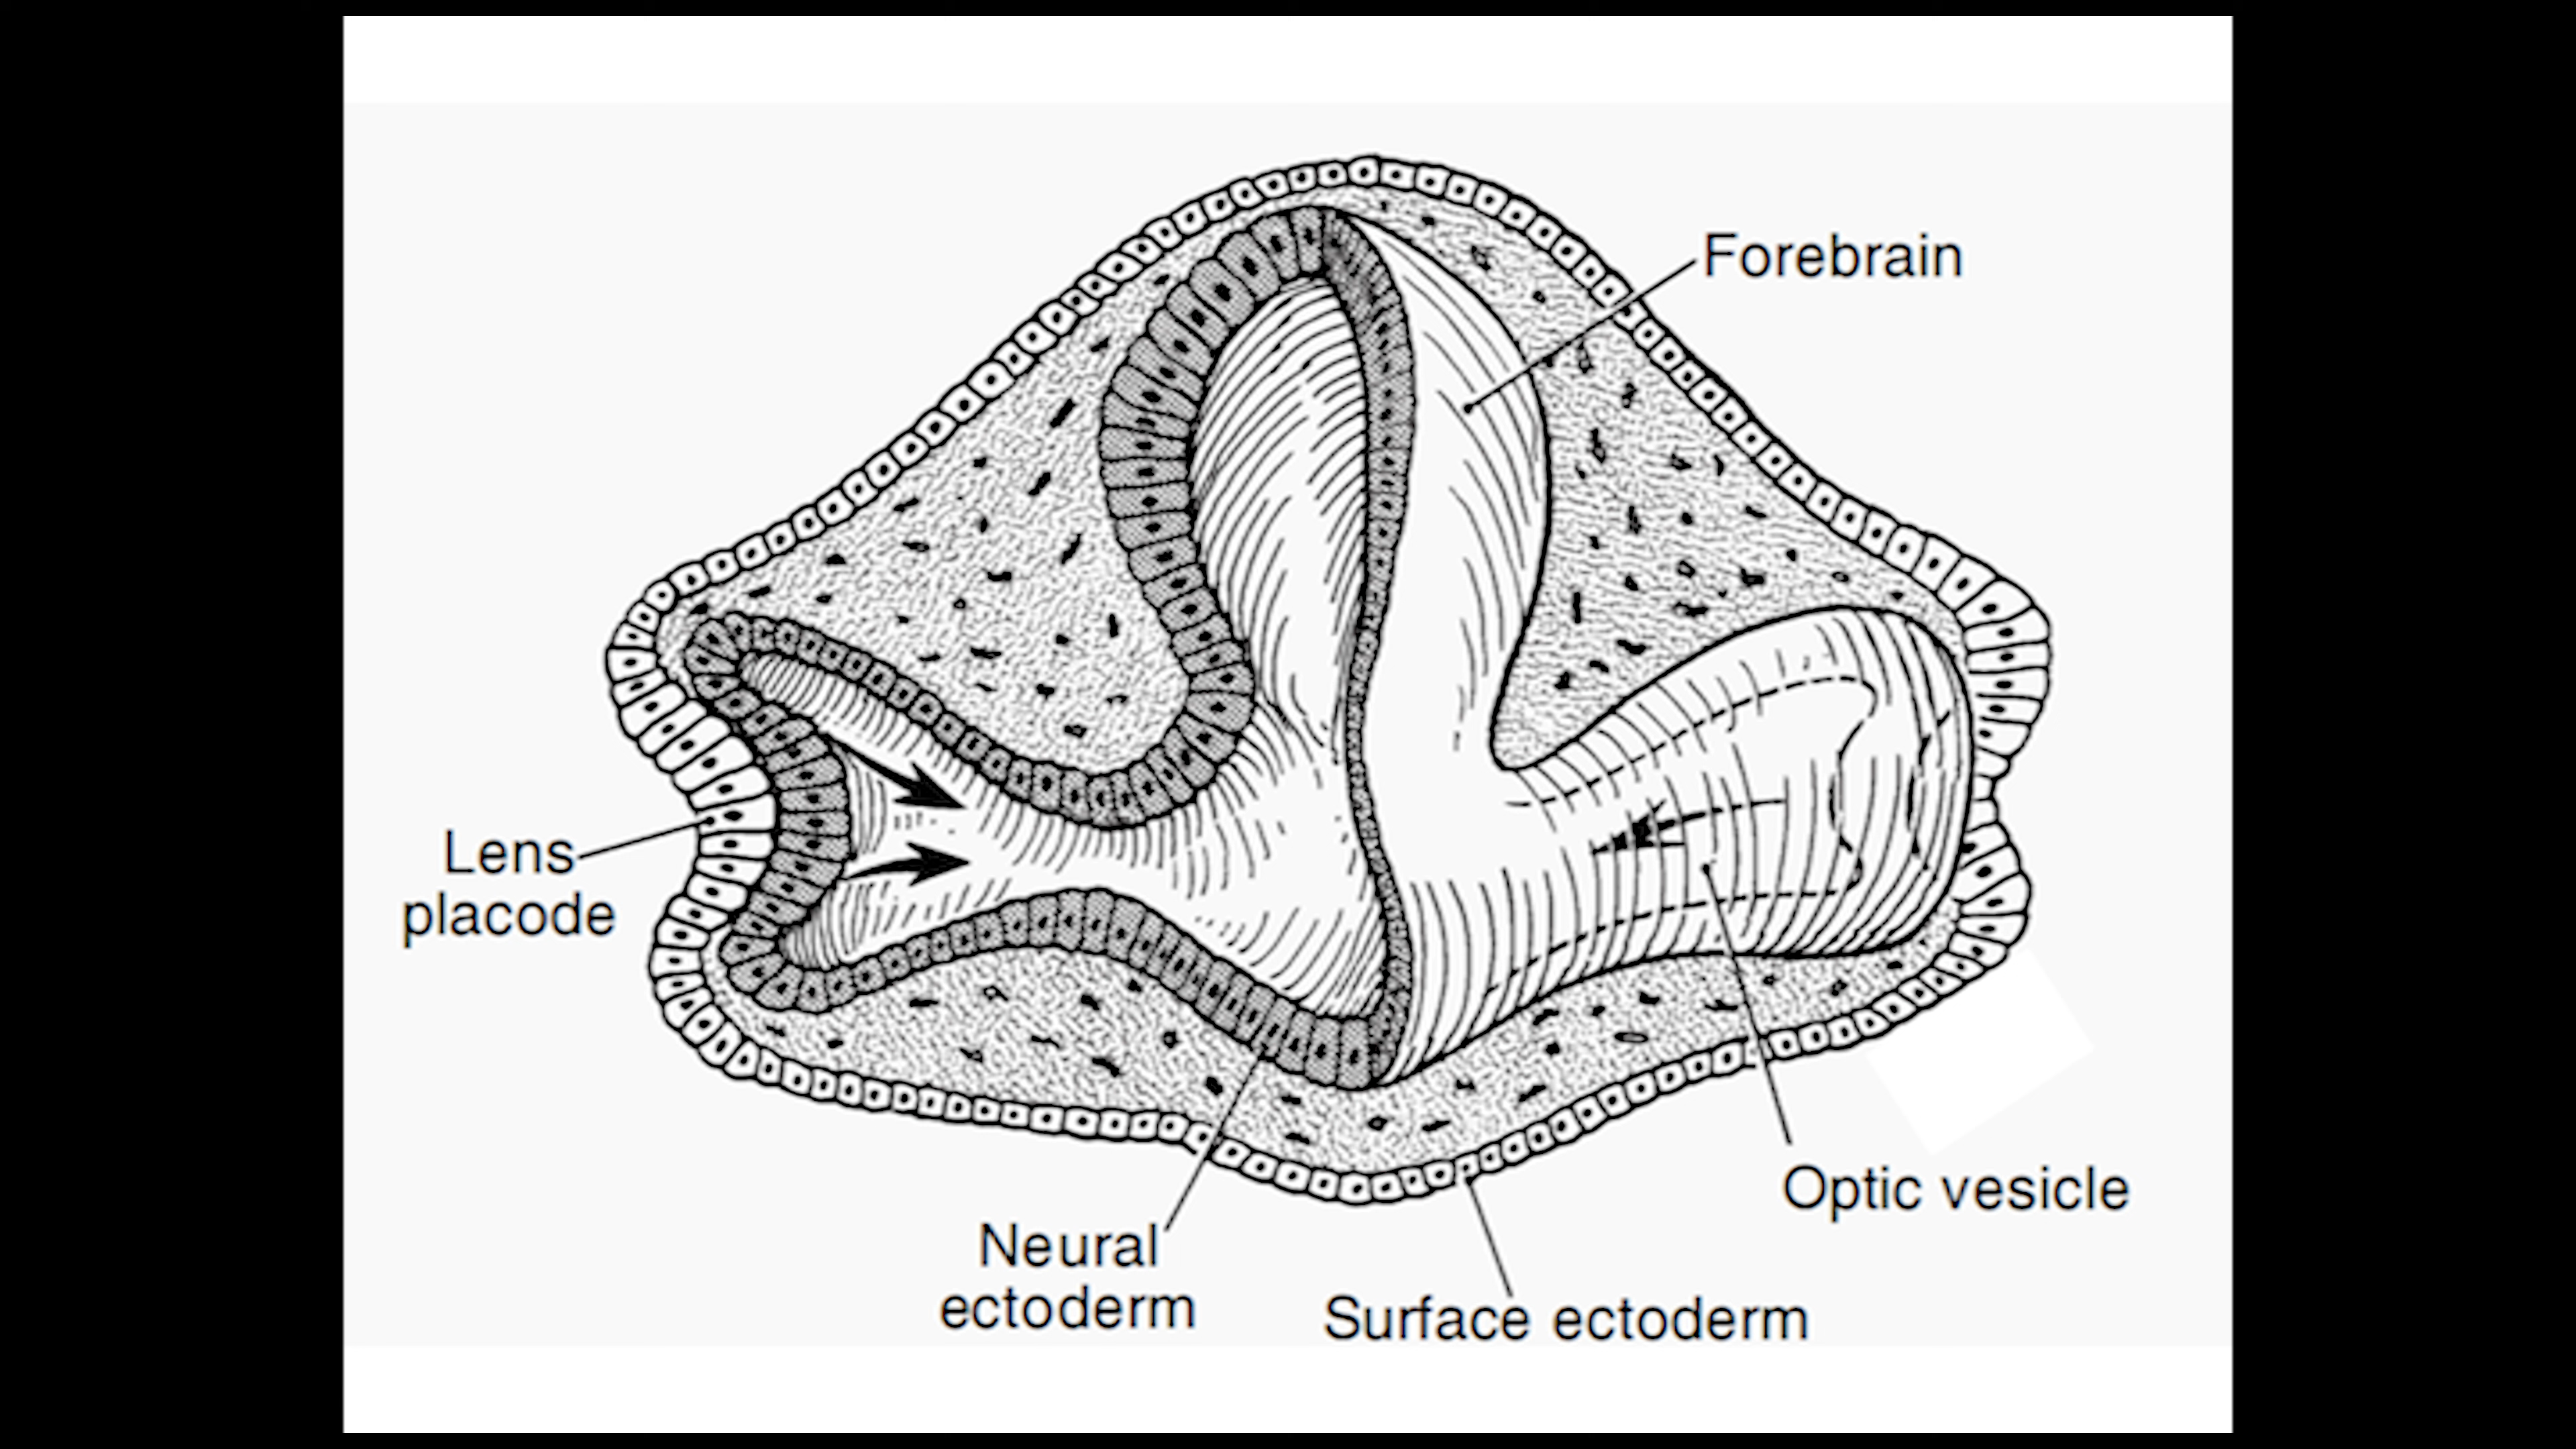 Forebrain
Lens
placode
Optic vesicle
Neural
ectoderm
Surface ectoderm